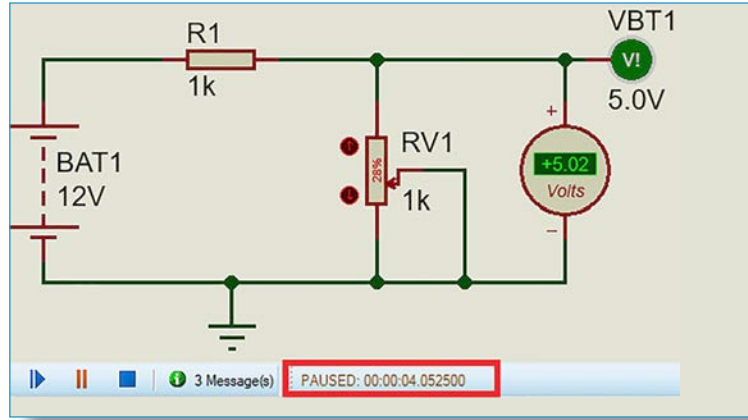 VBT1
R1
V!
1k
5.0V
+
RV1
BAT1
28%
+5.02
Volts
12V
1k
–
3 Message(s)
PAUSED: 00:00:04.052500